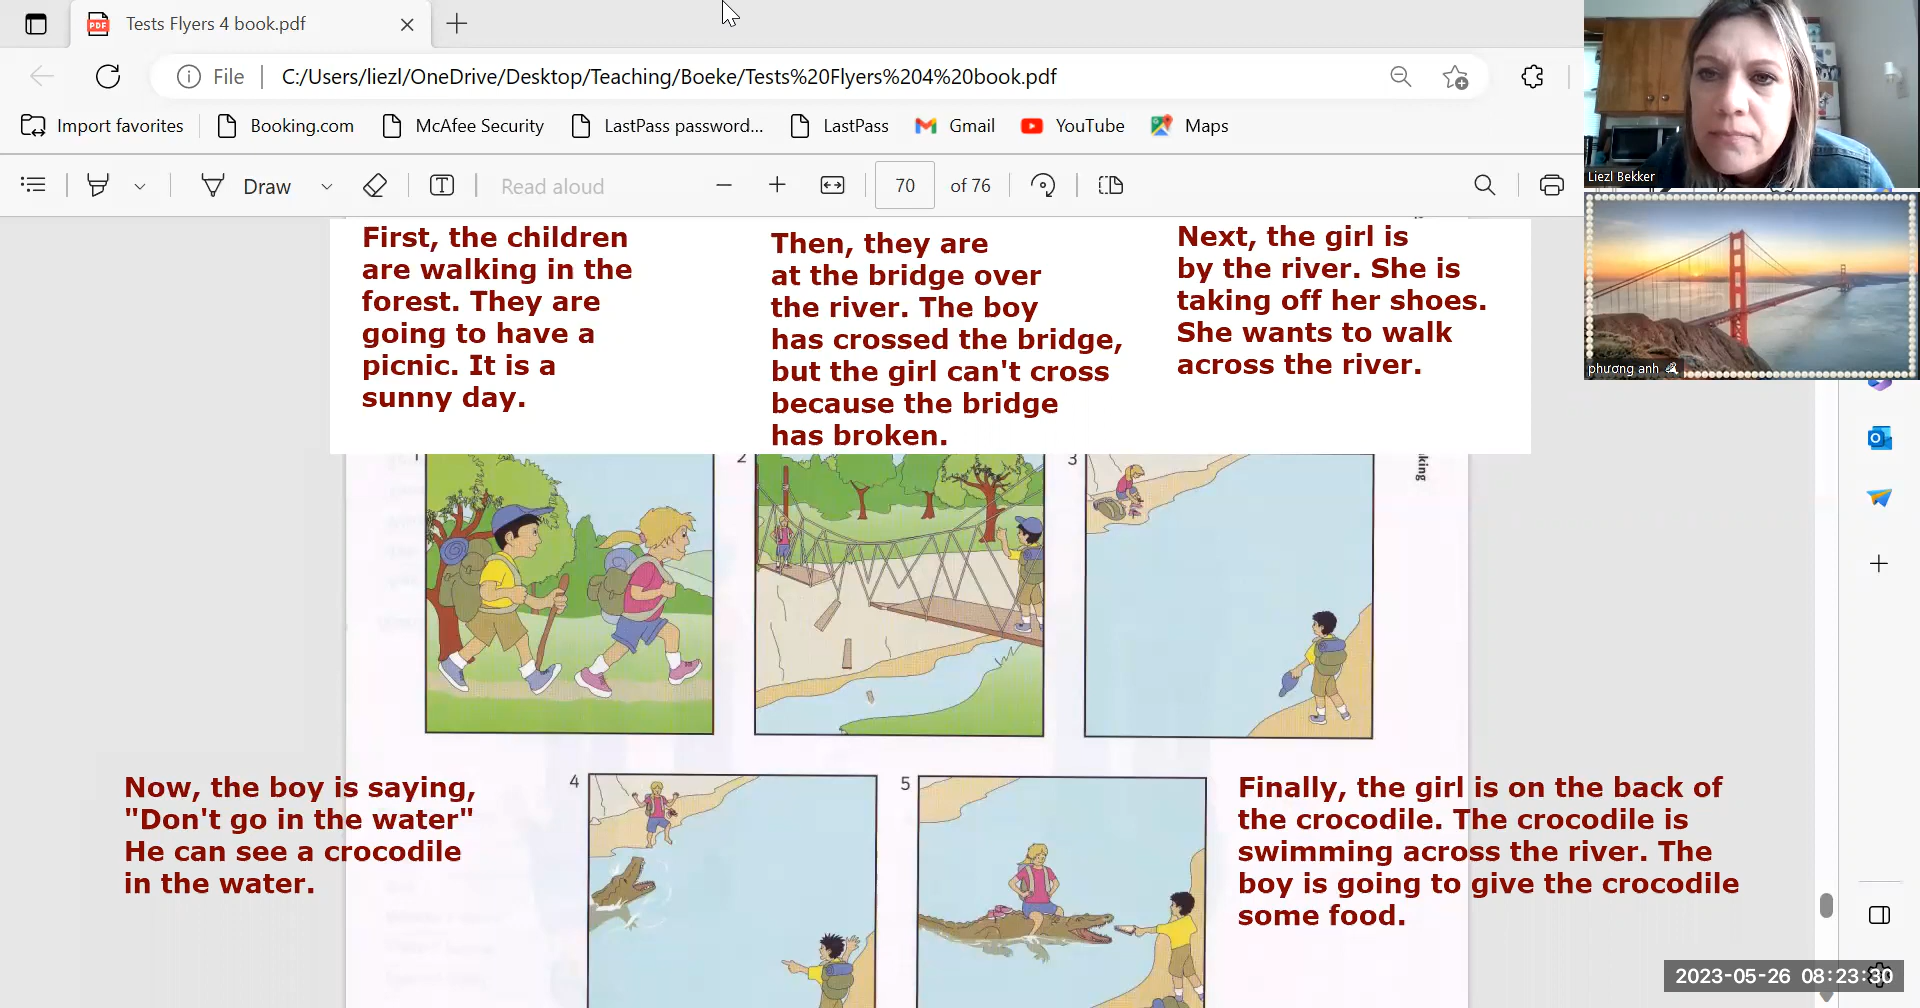 Tests Flyers 4 book.pdf
File
C:/Users/liezl/OneDrive/Desktop/Teaching/Boeke/Tests%20Flyers%204%20book.pdf
Import favorites
Booking.com
McAfee Security
LastPass password...
LastPass
Gmail
YouTube
Maps
Draw
Read aloud
70
of 76
Liezl Bekker
phương anh
First, the children
are walking in the
forest. They are
going to have a
picnic. It is a
sunny day.
Then, they are
at the bridge over
the river. The boy
has crossed the bridge,
but the girl can't cross
because the bridge
has broken.
Next, the girl is
by the river. She is
taking off her shoes.
She wants to walk
across the river.
2
3
king
Now, the boy is saying,
"Don't go in the water"
He can see a crocodile
in the water.
4
5
Finally, the girl is on the back of
the crocodile. The crocodile is
swimming across the river. The
boy is going to give the crocodile
some food.
2023-05-26 08:23:30